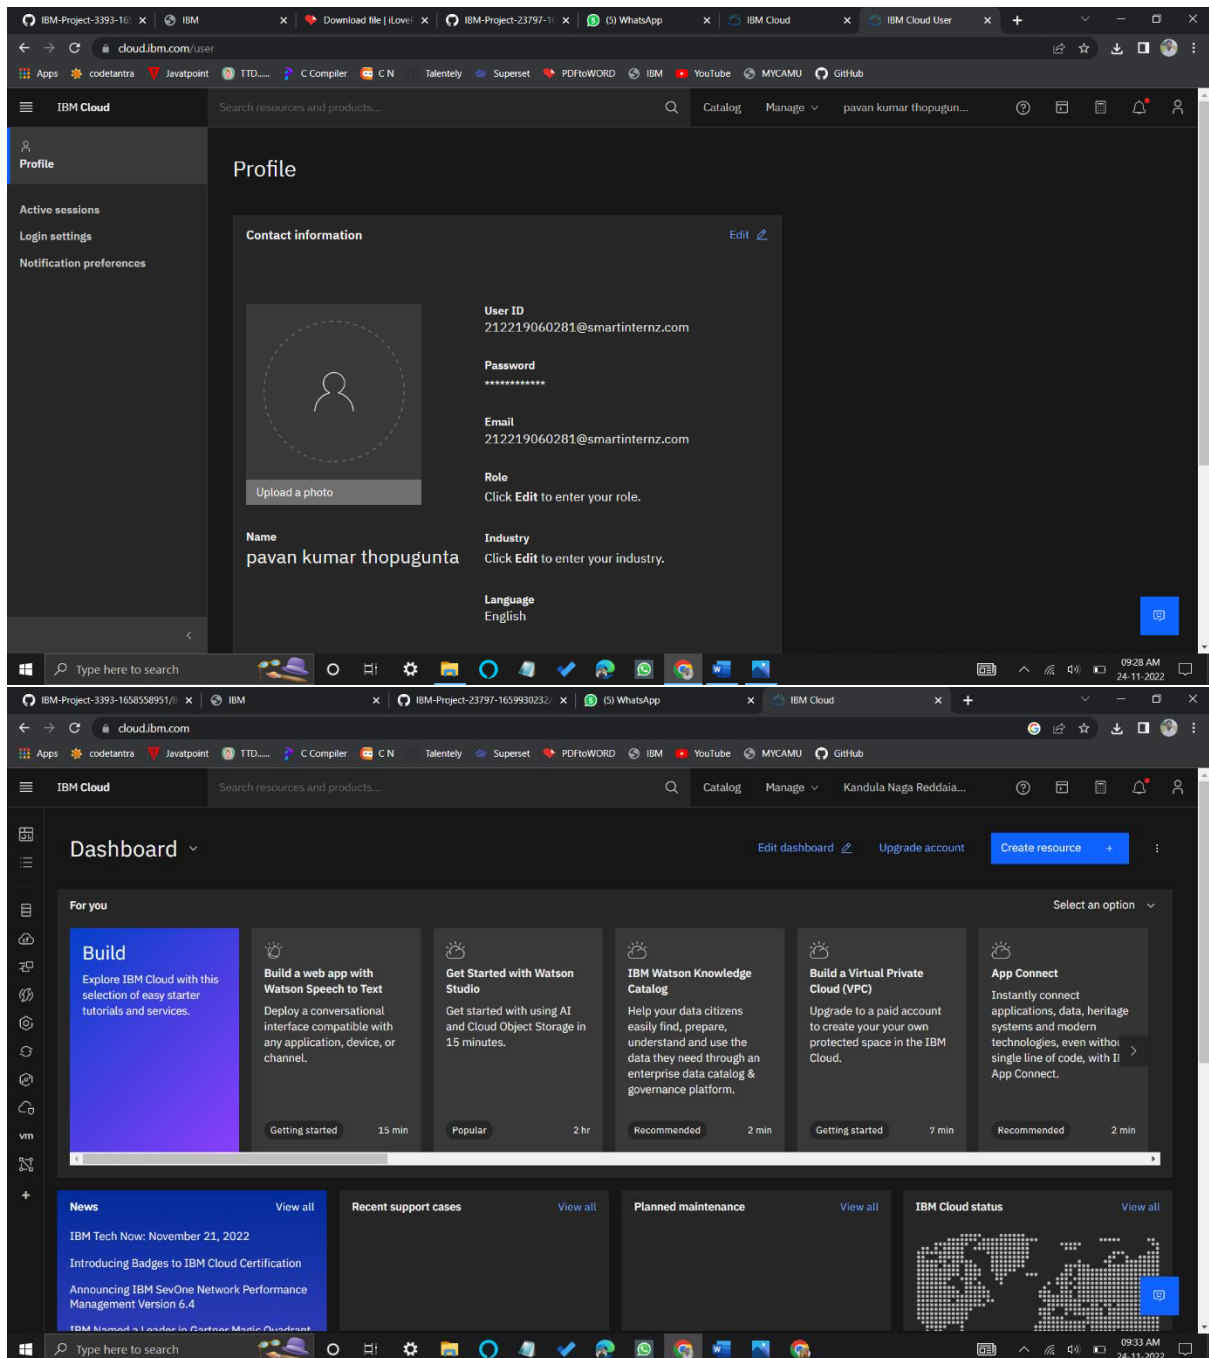 IBM-Project-3393-16
IBM
Download file | iLoveP
IBM-Project-23797-16
(5) WhatsApp
IBM Cloud
IBM Cloud User
cloud.ibm.com/user
Apps codetantra Javatpoint TTD...... C Compiler C N Talentely Superset PDFtoWORD IBM YouTube MYCAMU GitHub
IBM Cloud Search resources and products... Catalog Manage pavan kumar thopugun...
Profile
Active sessions
Login settings
Notification preferences
Profile
Contact information Edit
Upload a photo
Name
pavan kumar thopugunta
User ID
212219060281@smartinternz.com
Password
************
Email
212219060281@smartinternz.com
Role
Click Edit to enter your role.
Industry
Click Edit to enter your industry.
Language
English
Type here to search
09:28 AM
24-11-2022
IBM-Project-3393-1658558951/
IBM
IBM-Project-23797-1659930232/
(5) WhatsApp
IBM Cloud
cloud.ibm.com
Apps codetantra Javatpoint TTD...... C Compiler C N Talentely Superset PDFtoWORD IBM YouTube MYCAMU GitHub
IBM Cloud Search resources and products... Catalog Manage Kandula Naga Reddaia...
Dashboard Edit dashboard Upgrade account Create resource +
For you Select an option
Build
Explore IBM Cloud with this
selection of easy starter
tutorials and services.
Build a web app with
Watson Speech to Text
Deploy a conversational
interface compatible with
any application, device, or
channel.
Getting started 15 min
Get Started with Watson
Studio
Get started with using AI
and Cloud Object Storage in
15 minutes.
Popular 2 hr
IBM Watson Knowledge
Catalog
Help your data citizens
easily find, prepare,
understand and use the
data they need through an
enterprise data catalog &
governance platform.
Recommended 2 min
Build a Virtual Private
Cloud (VPC)
Upgrade to a paid account
to create your your own
protected space in the IBM
Cloud.
Getting started 7 min
App Connect
Instantly connect
applications, data, heritage
systems and modern
technologies, even withou
single line of code, with I
App Connect.
Recommended 2 min
vm
News View all
IBM Tech Now: November 21, 2022
Introducing Badges to IBM Cloud Certification
Announcing IBM SevOne Network Performance
Management Version 6.4
IBM Named a Leader in Gartner Magic Quadrant
Recent support cases View all
Planned maintenance View all
IBM Cloud status View all
Type here to search
09:33 AM
24-11-2022